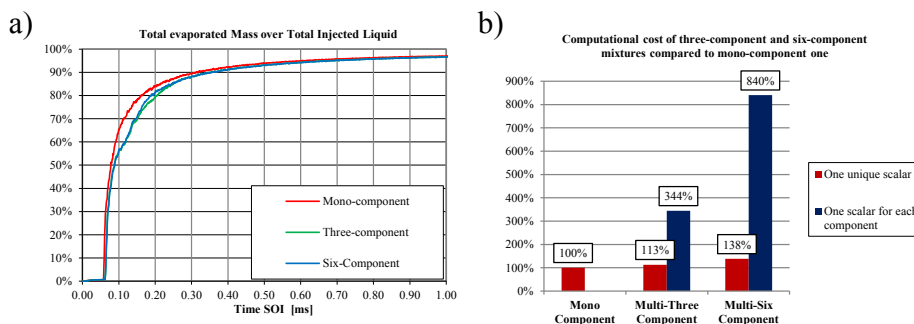 a)
Total evaporated Mass over Total Injected Liquid
100%
90%
80%
70%
60%
50%
40%
30%
20%
10%
0%
Mono-component
Three-component
Six-Component
0.00 0.10 0.20 0.30 0.40 0.50 0.60 0.70 0.80 0.90 1.00
Time SOI [ms]
b)
Computational cost of three-component and six-component
mixtures compared to mono-component one
900%
800%
700%
600%
500%
400%
300%
200%
100%
0%
100%
113%
344%
138%
840%
Mono
Component
Multi-Three
Component
Multi-Six
Component
One unique scalar
One scalar for each
component